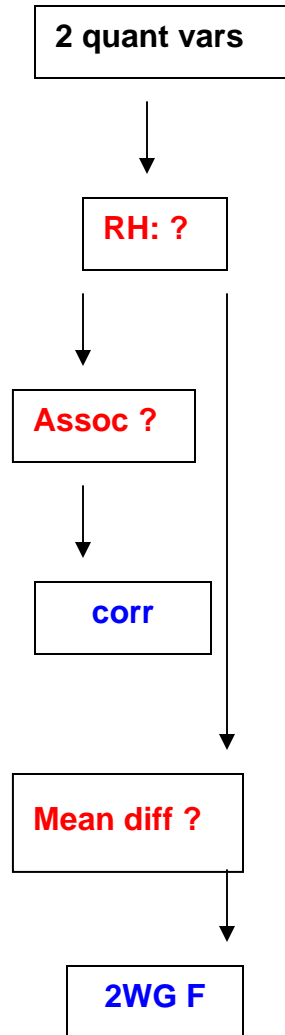 2 quant vars
RH: ?
Assoc ?
corr
Mean diff ?
2WG F